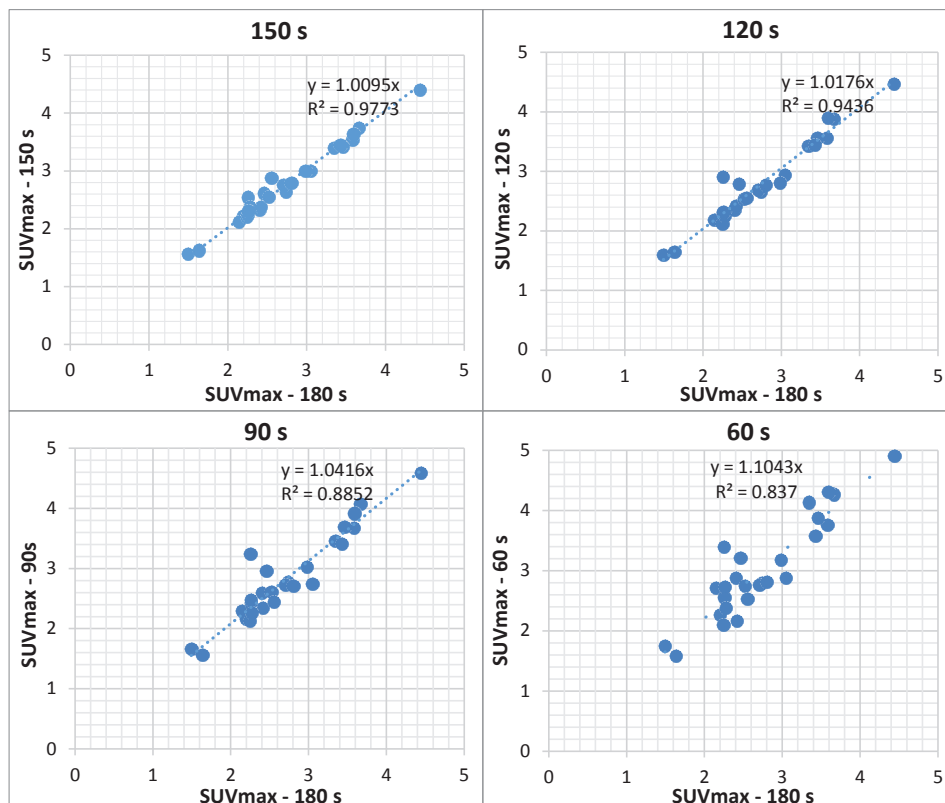 150 s
y = 1.0095x
R² = 0.9773
SUVmax - 150 s
5
4
3
2
1
0
0 1 2 3 4 5
SUVmax - 180 s
120 s
y = 1.0176x
R² = 0.9436
SUVmax - 120 s
5
4
3
2
1
0
0 1 2 3 4 5
SUVmax - 180 s
90 s
y = 1.0416x
R² = 0.8852
SUVmax - 90s
5
4
3
2
1
0
0 1 2 3 4 5
SUVmax - 180 s
60 s
y = 1.1043x
R² = 0.837
SUVmax - 60 s
5
4
3
2
1
0
0 1 2 3 4 5
SUVmax - 180 s